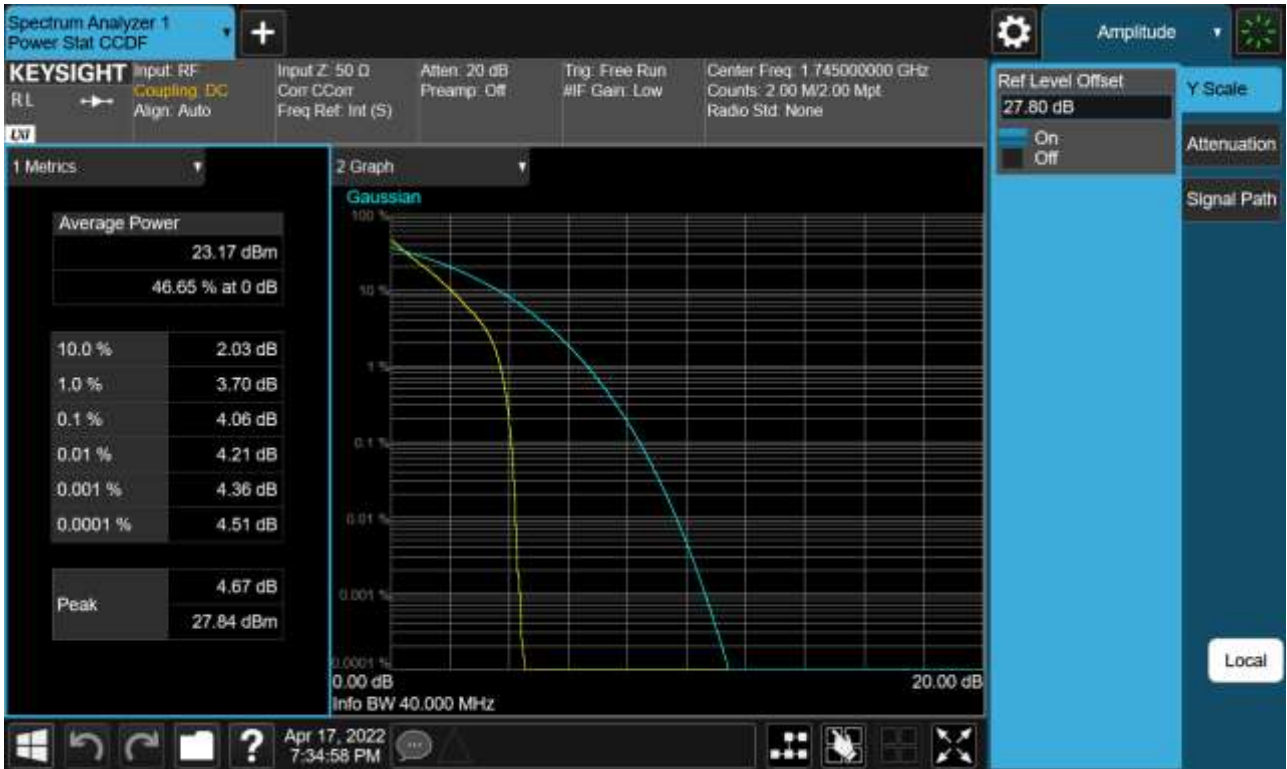 Spectrum Analyzer 1
Power Stat CCDF
+
Amplitude
KEYSIGHT
RL
LXI
Input: RF
Coupling: DC
Align: Auto
Input Z: 50 Ω
Corr CCorr
Freq Ref: Int (S)
Atten: 20 dB
Preamp: Off
Trig: Free Run
#IF Gain: Low
Center Freq: 1.745000000 GHz
Counts: 2.00 M/2.00 Mpt
Radio Std: None
Ref Level Offset
27.80 dB
On
Off
Y Scale
Attenuation
Signal Path
Local
1 Metrics
Average Power
23.17 dBm
46.65 % at 0 dB
10.0 % 2.03 dB
1.0 % 3.70 dB
0.1 % 4.06 dB
0.01 % 4.21 dB
0.001 % 4.36 dB
0.0001 % 4.51 dB
Peak
4.67 dB
27.84 dBm
2 Graph
Gaussian
100 %
10 %
1 %
0.1 %
0.01 %
0.001 %
0.0001 %
0.00 dB 20.00 dB
Info BW 40.000 MHz
?
Apr 17, 2022
7:34:58 PM